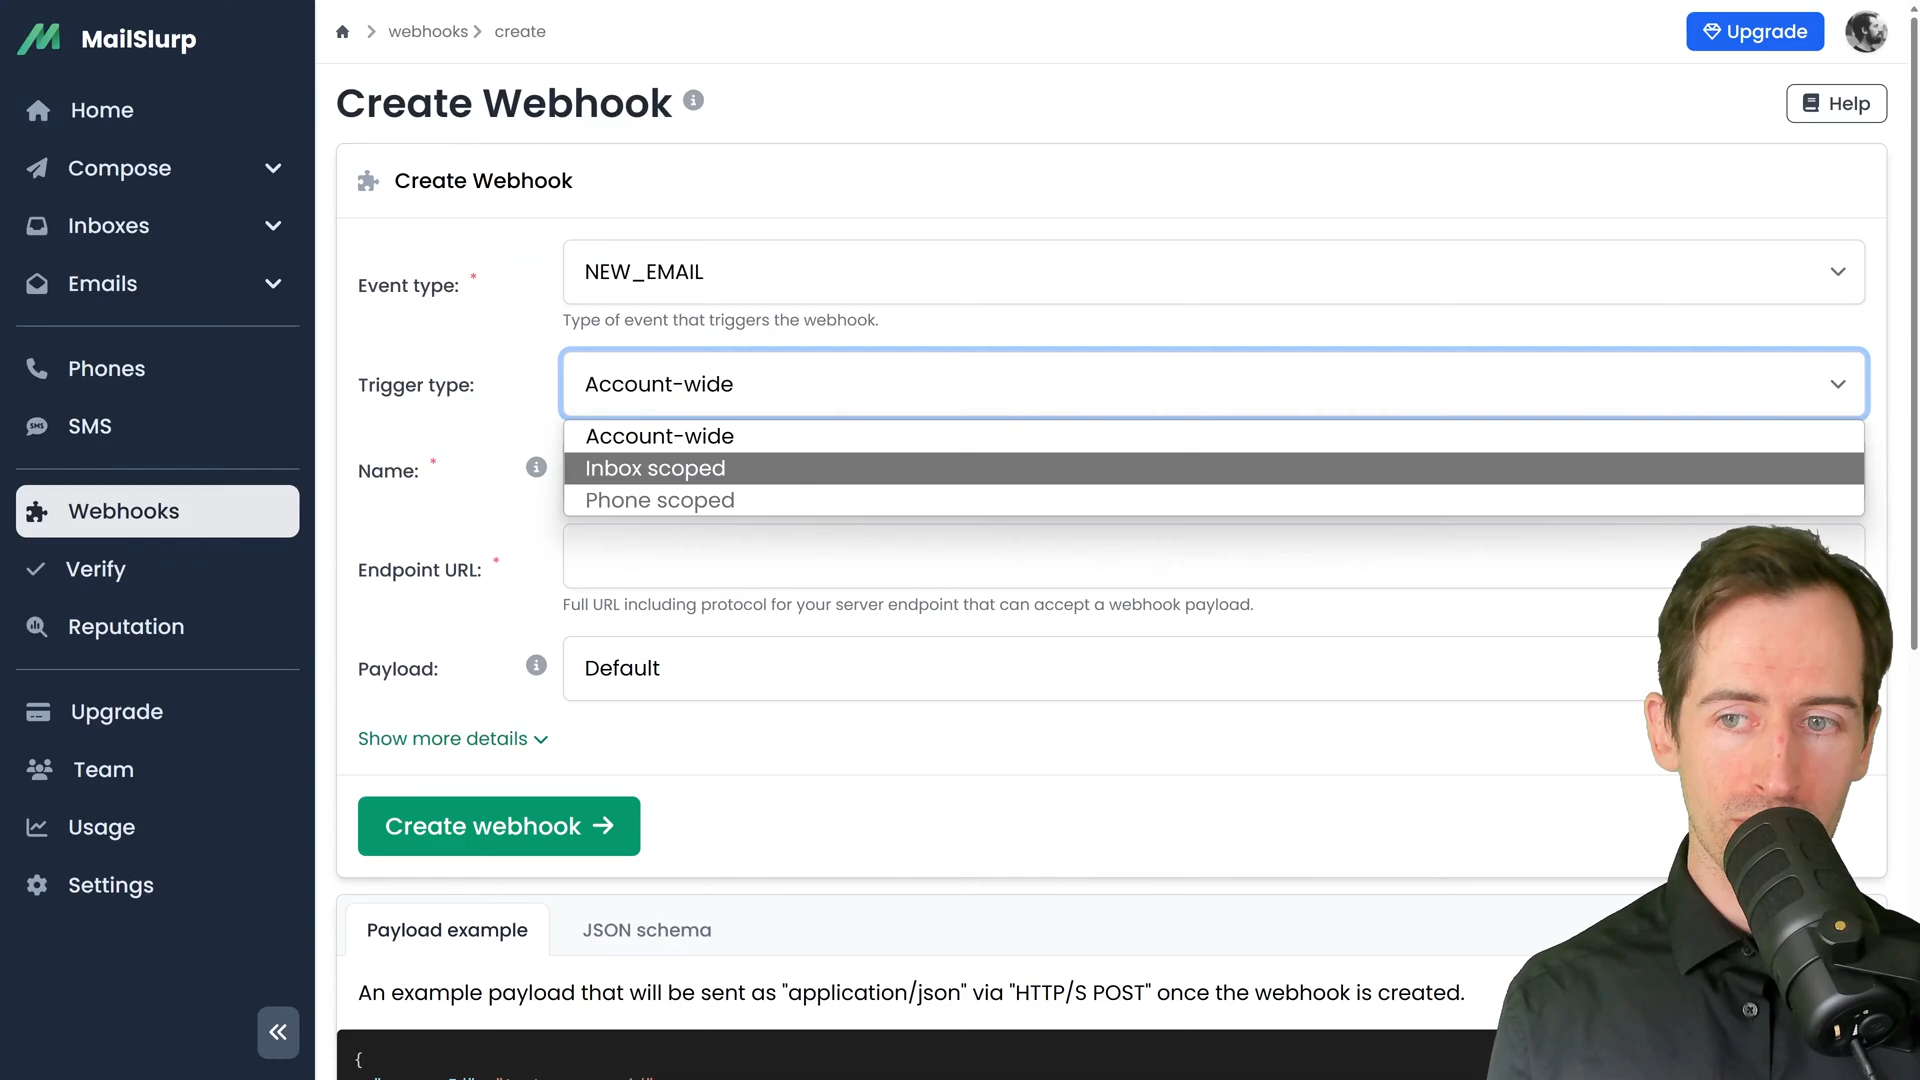 MailSlurp
Home
Compose
Inboxes
Emails
Phones
SMS
Webhooks
Verify
Reputation
Upgrade
Team
Usage
Settings
webhooks
create
Upgrade
Create Webhook
Help
Create Webhook
Event type: *
NEW_EMAIL
Type of event that triggers the webhook.
Trigger type:
Account-wide
Account-wide
Inbox scoped
Phone scoped
Name: *
Endpoint URL: *
Full URL including protocol for your server endpoint that can accept a webhook payload.
Payload:
Default
Show more details
Create webhook
Payload example
JSON schema
An example payload that will be sent as "application/json" via "HTTP/S POST" once the webhook is created.
{